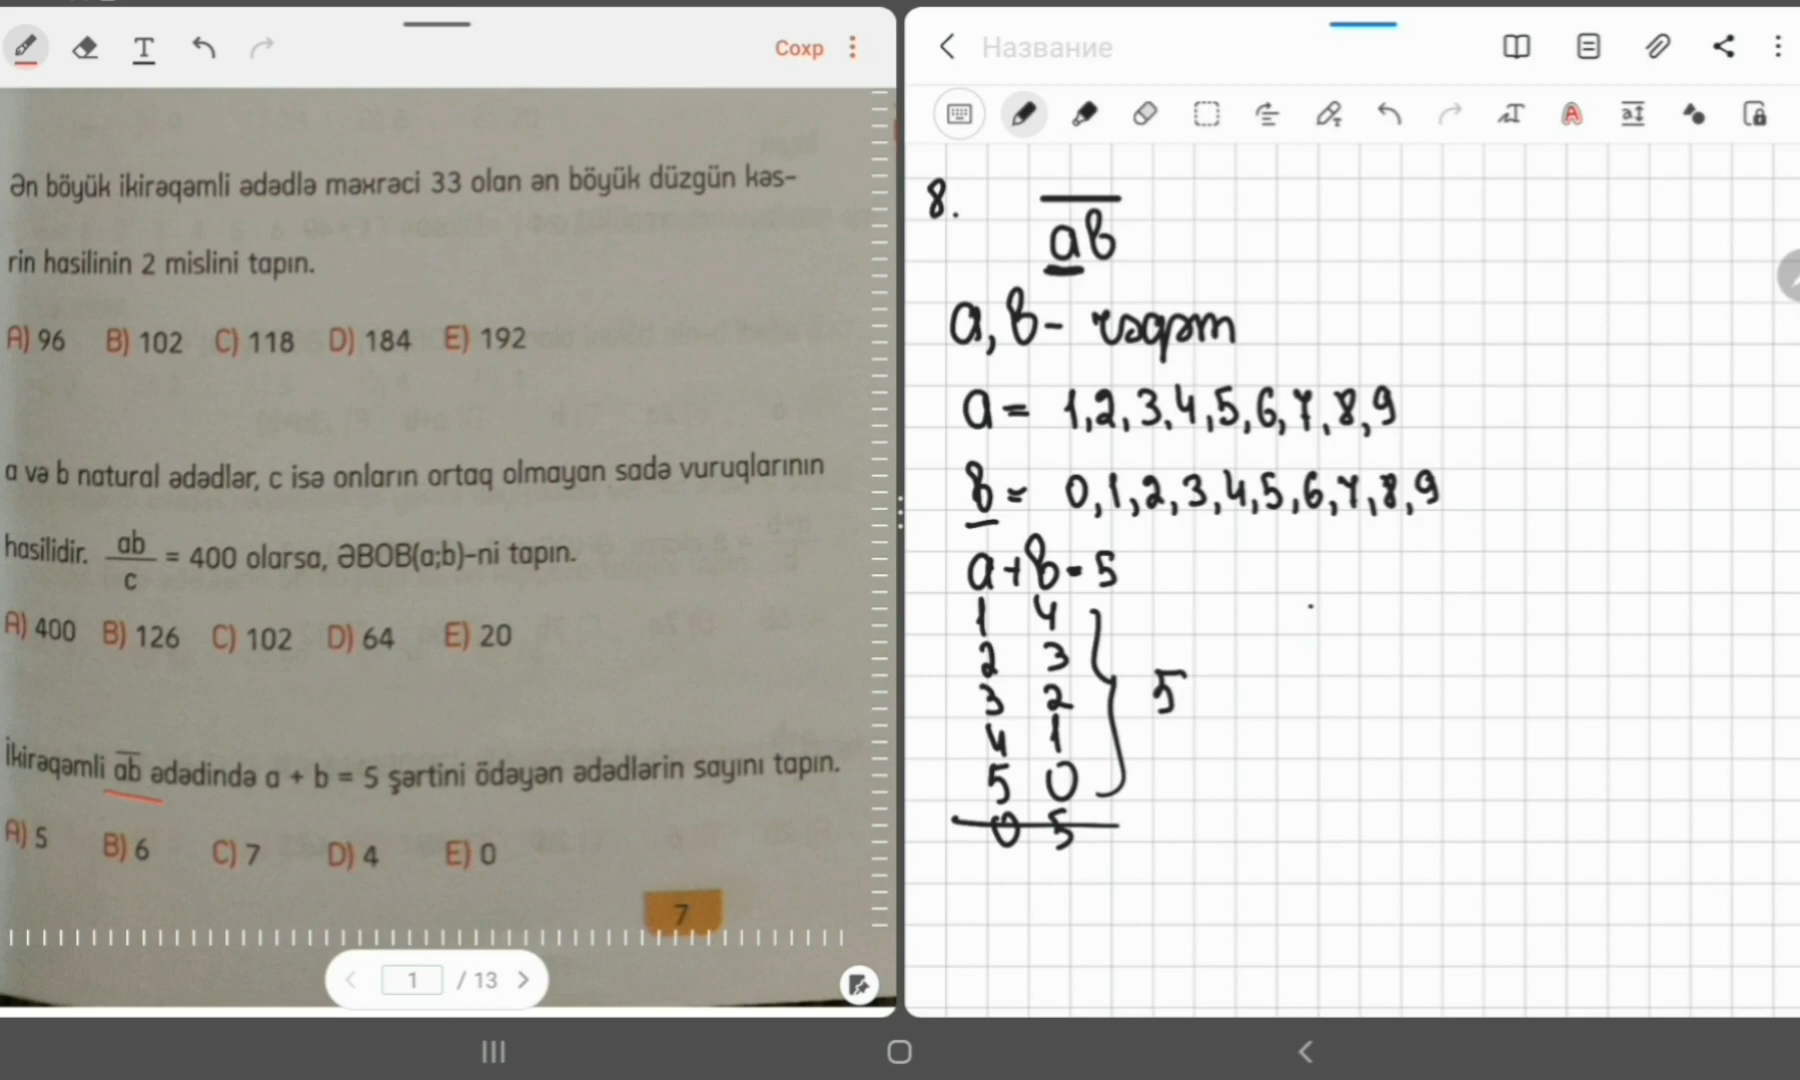 Сохр
Название
Ən böyük ikirəqəmli ədədlə məxrəci 33 olan ən böyük düzgün kəs-
rin hasilinin 2 mislini tapın.
A) 96 B) 102 C) 118 D) 184 E) 192
a və b natural ədədlər, c isə onların ortaq olmayan sadə vuruqlarının
hasilidir. ab/c = 400 olarsa, ƏBOB(a;b)-ni tapın.
A) 400 B) 126 C) 102 D) 64 E) 20
İkirəqəmli ab ədədində a + b = 5 şərtini ödəyən ədədlərin sayını tapın.
A) 5 B) 6 C) 7 D) 4 E) 0
7
1 / 13
8.
ab
a, b - rəqəm
a = 1,2,3,4,5,6,7,8,9
b = 0,1,2,3,4,5,6,7,8,9
a+b=5
1 4
2 3
3 2
4 1
5 0
5
0 5